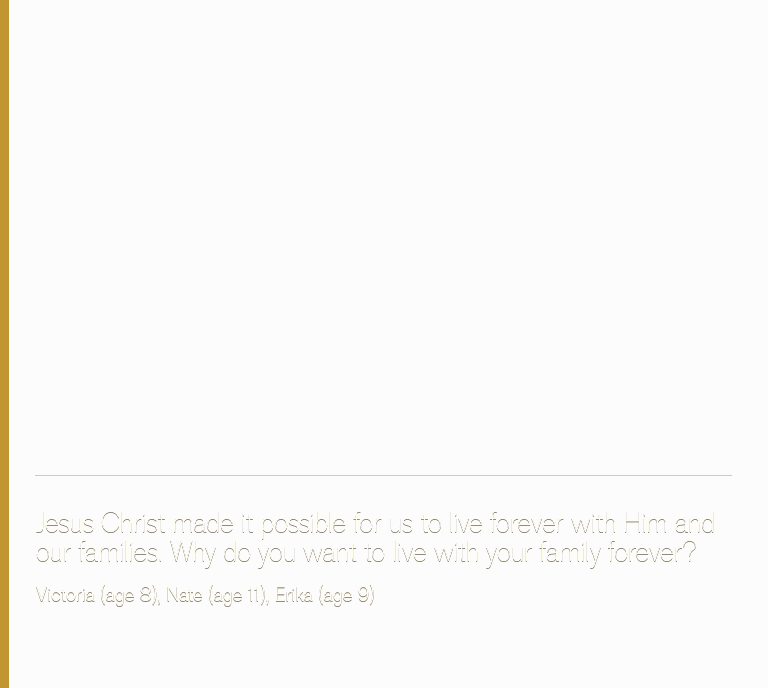 Jesus Christ made it possible for us to live forever with Him and
our families. Why do you want to live with your family forever?
Victoria (age 8), Nate (age 11), Erika (age 9)